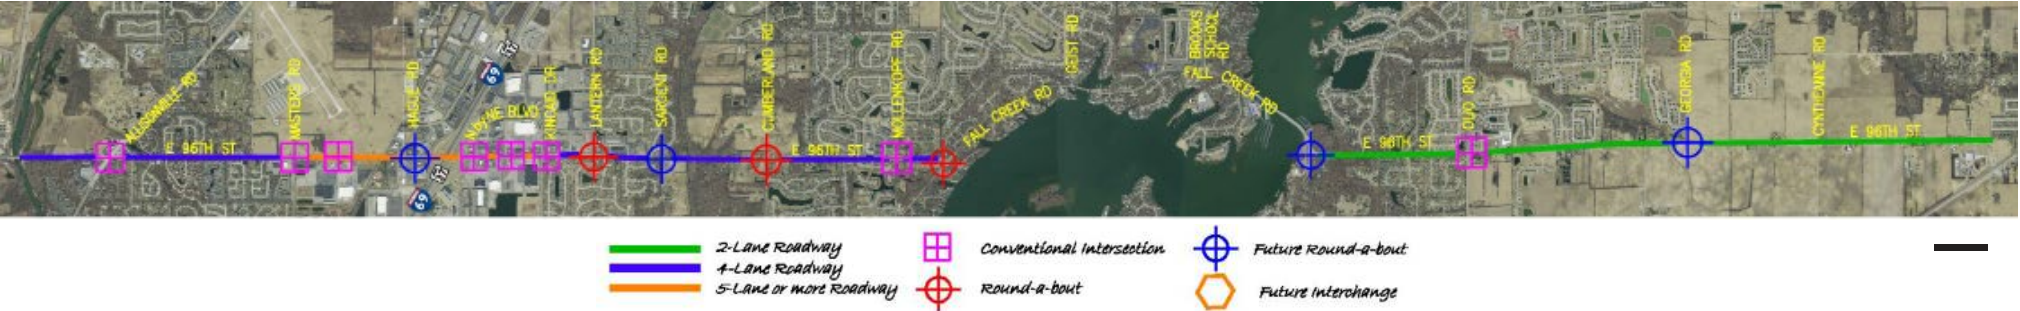 ALLISONVILLE RD
E 96TH ST
MASTERS RD
HAGUE RD
69
69
N BYNE BLVD
KINCAID DR
LANTERN RD
SARGENT RD
CUMBERLAND RD
E 96TH ST
MOLLENKOPF RD
FALL CREEK RD
GEIST RD
BROOKS
SCHOOL
RD
FALL CREEK RD
E 96TH ST
OLIO RD
GEORGIA RD
CYNTHEANNE RD
E 96TH ST
2-Lane Roadway
4-Lane Roadway
5-Lane or more Roadway
Conventional Intersection
Round-a-bout
Future Round-a-bout
Future Interchange